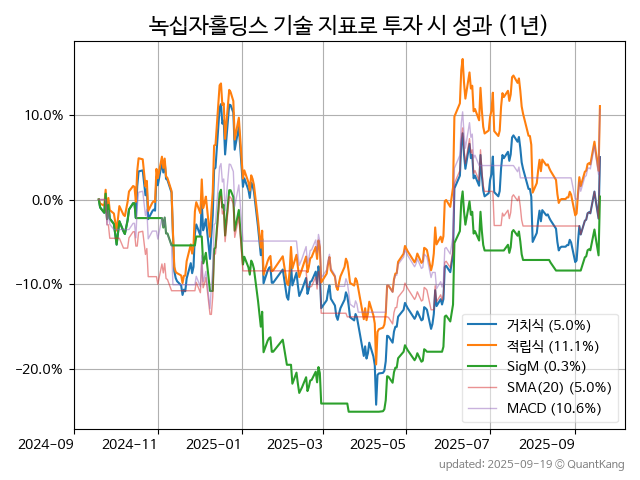 녹십자홀딩스 기술 지표로 투자 시 성과 (1년)
10.0%
0.0%
−10.0%
−20.0%
거치식 (5.0%)
적립식 (11.1%)
SigM (0.3%)
SMA(20) (5.0%)
MACD (10.6%)
2024-09 2024-11 2025-01 2025-03 2025-05 2025-07 2025-09
updated: 2025-09-19 ⓒ QuantKang